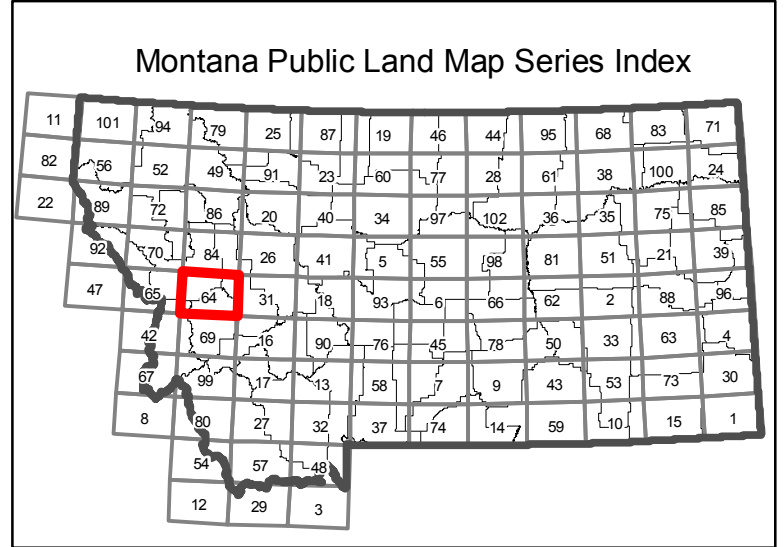 Montana Public Land Map Series Index
11 101 94 79 25 87 19 46 44 95 68 83 71
82 56 52 49 91 23 60 77 28 61 38 100 24
22 89 72 86 20 40 34 97 102 36 35 75 85
92 70 84 26 41 5 55 98 81 51 21 39
47 65 64 31 18 93 6 66 62 2 88 96
42 69 16 90 76 45 78 50 33 63 4
67 99 17 13 58 7 9 43 53 73 30
8 80 27 32 37 74 14 59 10 15 1
54 57 48
12 29 3